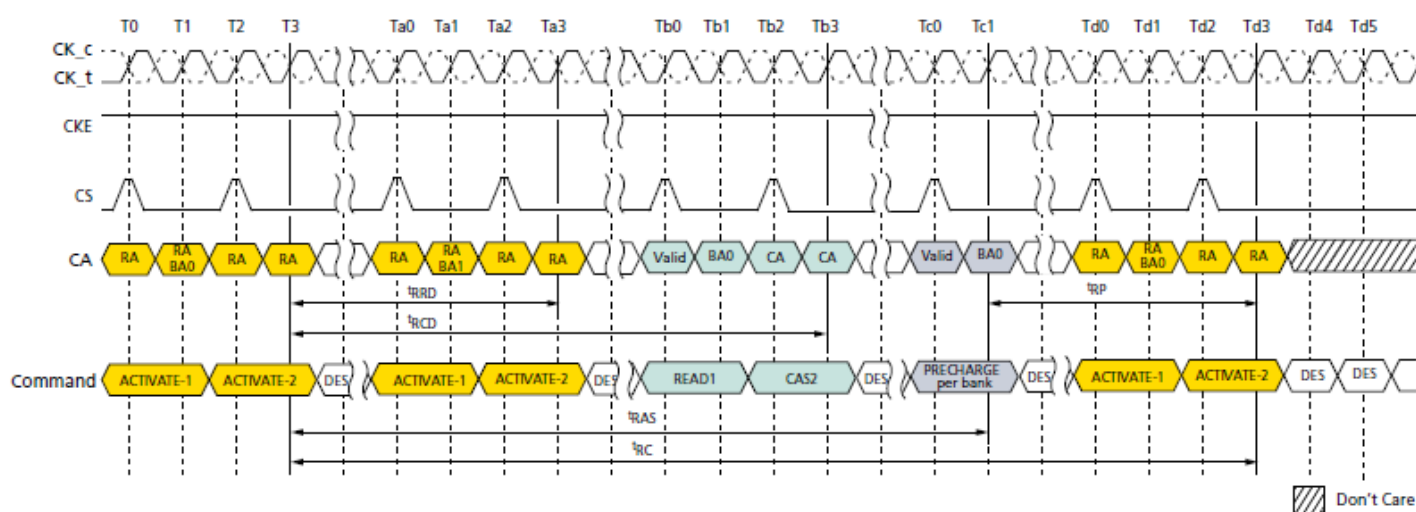 T0 T1 T2 T3 Ta0 Ta1 Ta2 Ta3 Tb0 Tb1 Tb2 Tb3 Tc0 Tc1 Td0 Td1 Td2 Td3 Td4 Td5
CK_c
CK_t
CKE
CS
CA RA RA BA0 RA RA RA RA BA1 RA RA Valid BA0 CA CA Valid BA0 RA RA BA0 RA RA
tRRD tRP
tRCD
Command ACTIVATE-1 ACTIVATE-2 DES ACTIVATE-1 ACTIVATE-2 DES READ1 CAS2 DES PRECHARGE per bank DES ACTIVATE-1 ACTIVATE-2 DES DES
tRAS
tRC
Don't Care